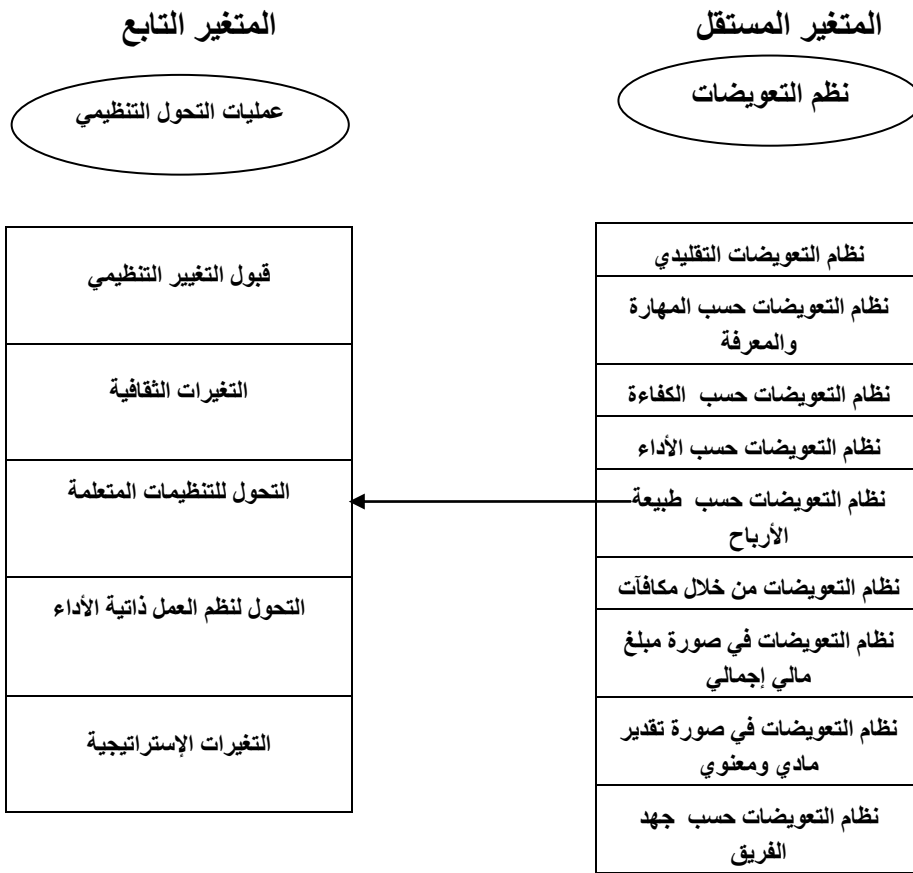 المتغير المستقل
المتغير التابع
نظم التعويضات
عمليات التحول التنظيمي
نظام التعويضات التقليدي
نظام التعويضات حسب المهارة
والمعرفة
نظام التعويضات حسب الكفاءة
نظام التعويضات حسب الأداء
نظام التعويضات حسب طبيعة
الأرباح
نظام التعويضات من خلال مكافآت
نظام التعويضات في صورة مبلغ
مالي إجمالي
نظام التعويضات في صورة تقدير
مادي ومعنوي
نظام التعويضات حسب جهد
الفريق
قبول التغيير التنظيمي
التغيرات الثقافية
التحول للتنظيمات المتعلمة
التحول لنظم العمل ذاتية الأداء
التغيرات الإستراتيجية